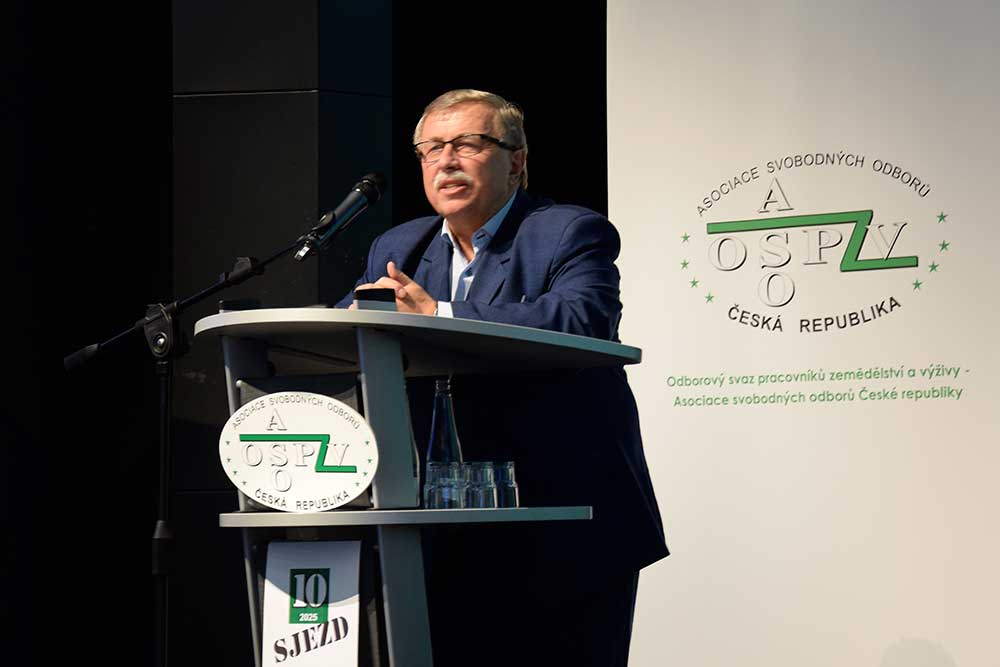 ASOCIACE SVOBODNÝCH ODBORŮ
A
OSPZV
S
O
ČESKÁ REPUBLIKA
Odborový svaz pracovníků zemědělství a výživy -
Asociace svobodných odborů České republiky
ASOCIACE SVOBODNÝCH ODBORŮ
A
OSPZV
S
O
ČESKÁ REPUBLIKA
10
2025
SJEZD